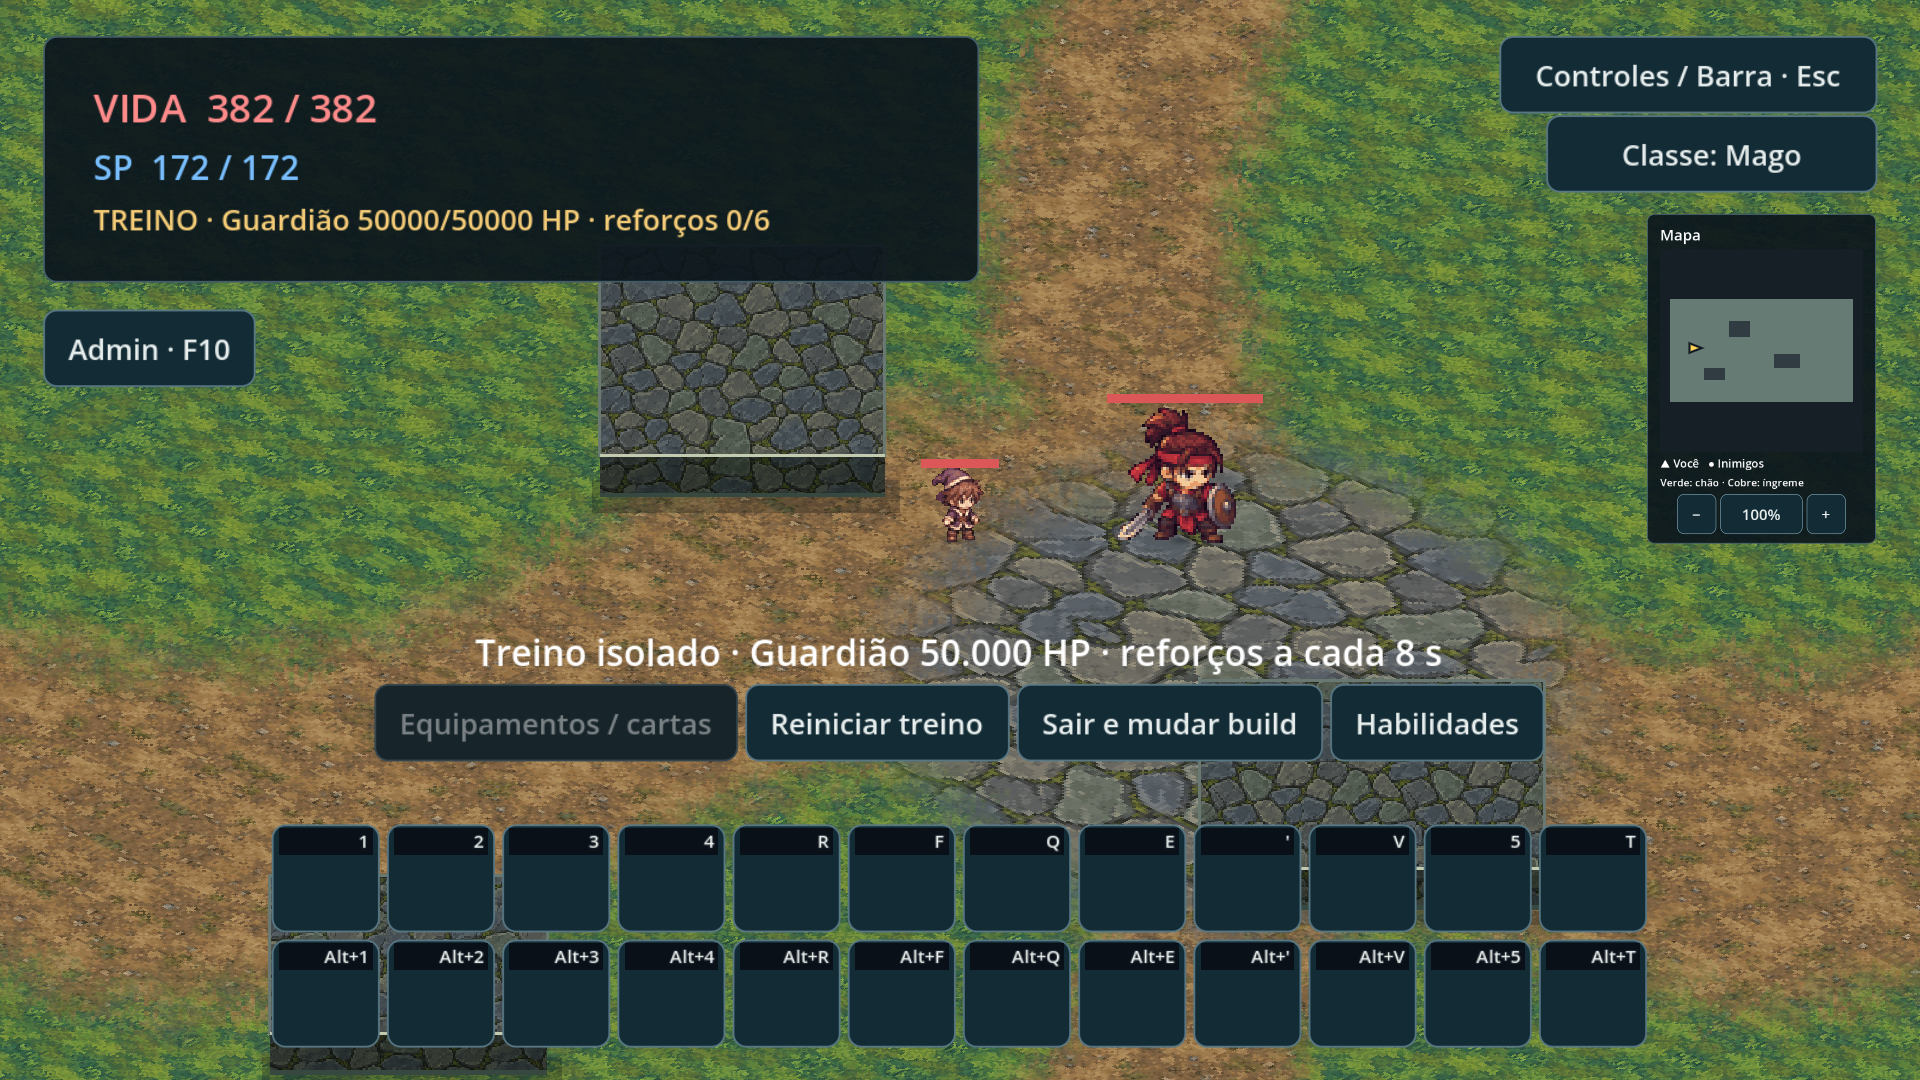 VIDA 382 / 382
SP 172 / 172
TREINO · Guardião 50000/50000 HP · reforços 0/6
Admin · F10
Controles / Barra · Esc
Classe: Mago
Mapa
▲ Você ● Inimigos
Verde: chão · Cobre: íngreme
− 100% +
Treino isolado · Guardião 50.000 HP · reforços a cada 8 s
Equipamentos / cartas Reiniciar treino Sair e mudar build Habilidades
1 2 3 4 R F Q E ' V 5 T
Alt+1 Alt+2 Alt+3 Alt+4 Alt+R Alt+F Alt+Q Alt+E Alt+' Alt+V Alt+5 Alt+T